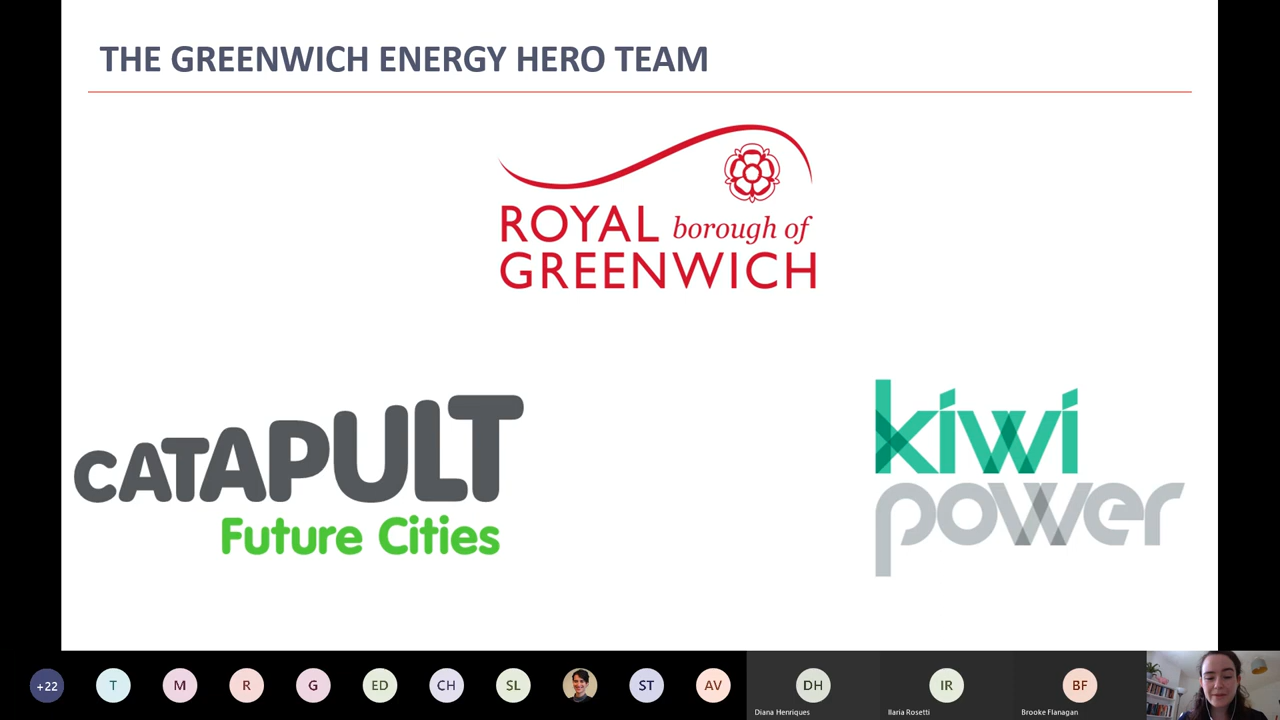 THE GREENWICH ENERGY HERO TEAM
ROYAL borough of
GREENWICH
CATAPULT
Future Cities
kiwi
power
+22
T
M
R
G
ED
CH
SL
ST
AV
DH
IR
BF
Diana Henriques
Ilaria Rosetti
Brooke Flanagan